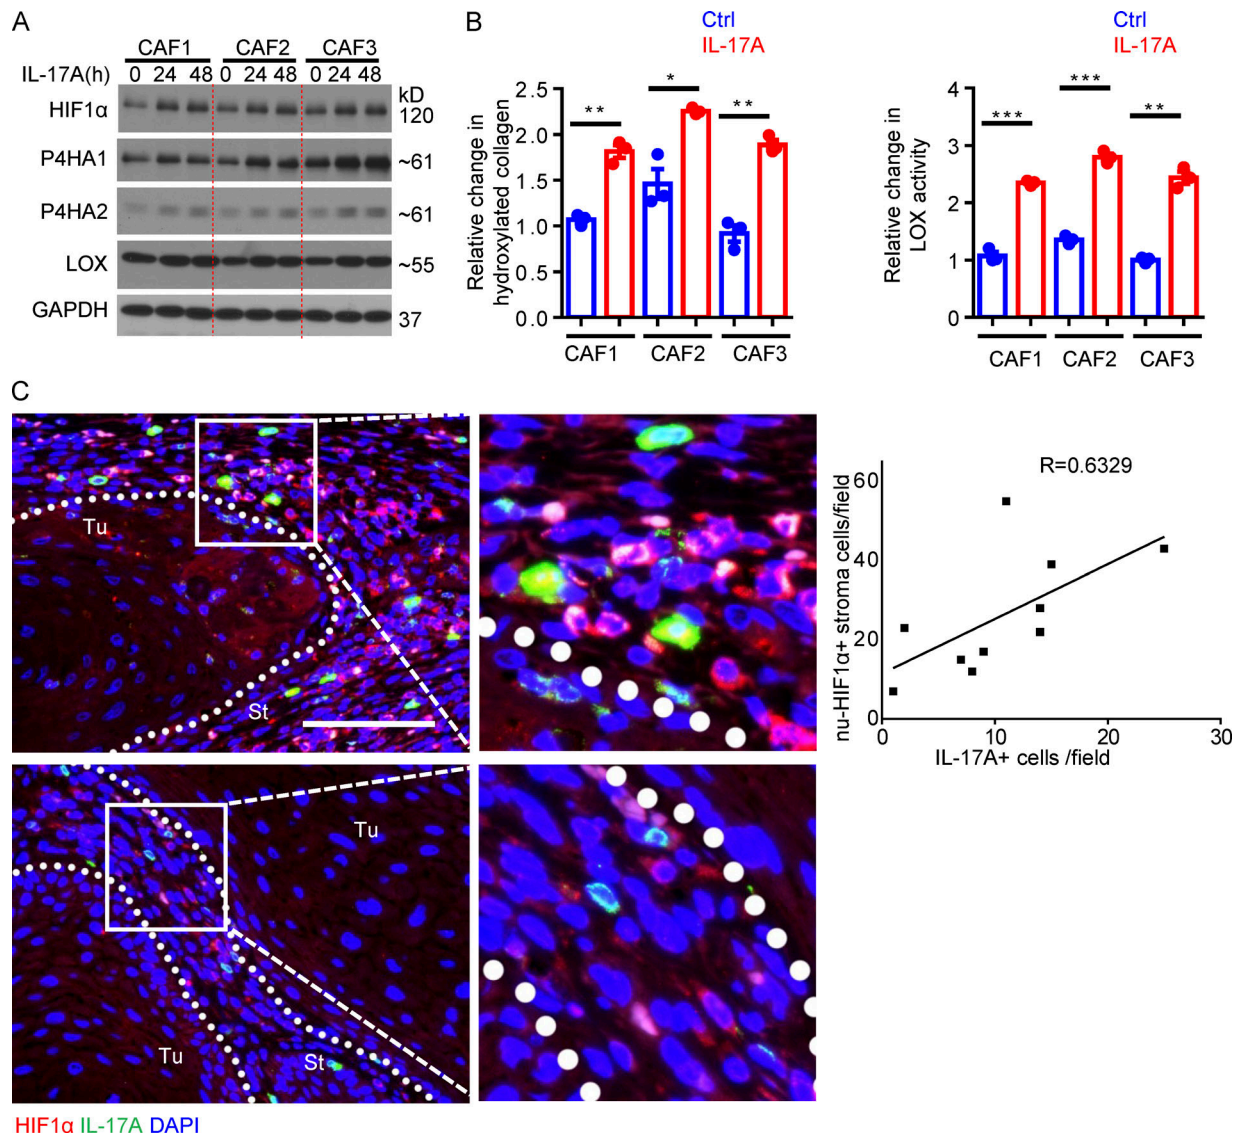 A
CAF1 CAF2 CAF3
IL-17A(h) 0 24 48 0 24 48 0 24 48
kD
HIF1α 120
P4HA1 ~61
P4HA2 ~61
LOX ~55
GAPDH 37
B
Ctrl
IL-17A
Relative change in
hydroxylated collagen
2.5
2.0
1.5
1.0
0.5
0.0
** * **
CAF1 CAF2 CAF3
Ctrl
IL-17A
Relative change in
LOX activity
4
3
2
1
0
*** *** **
CAF1 CAF2 CAF3
C
Tu
St
Tu
Tu
St
HIF1α IL-17A DAPI
R=0.6329
nu-HIF1α+ stroma cells/field
60
40
20
0
0 10 20 30
IL-17A+ cells /field